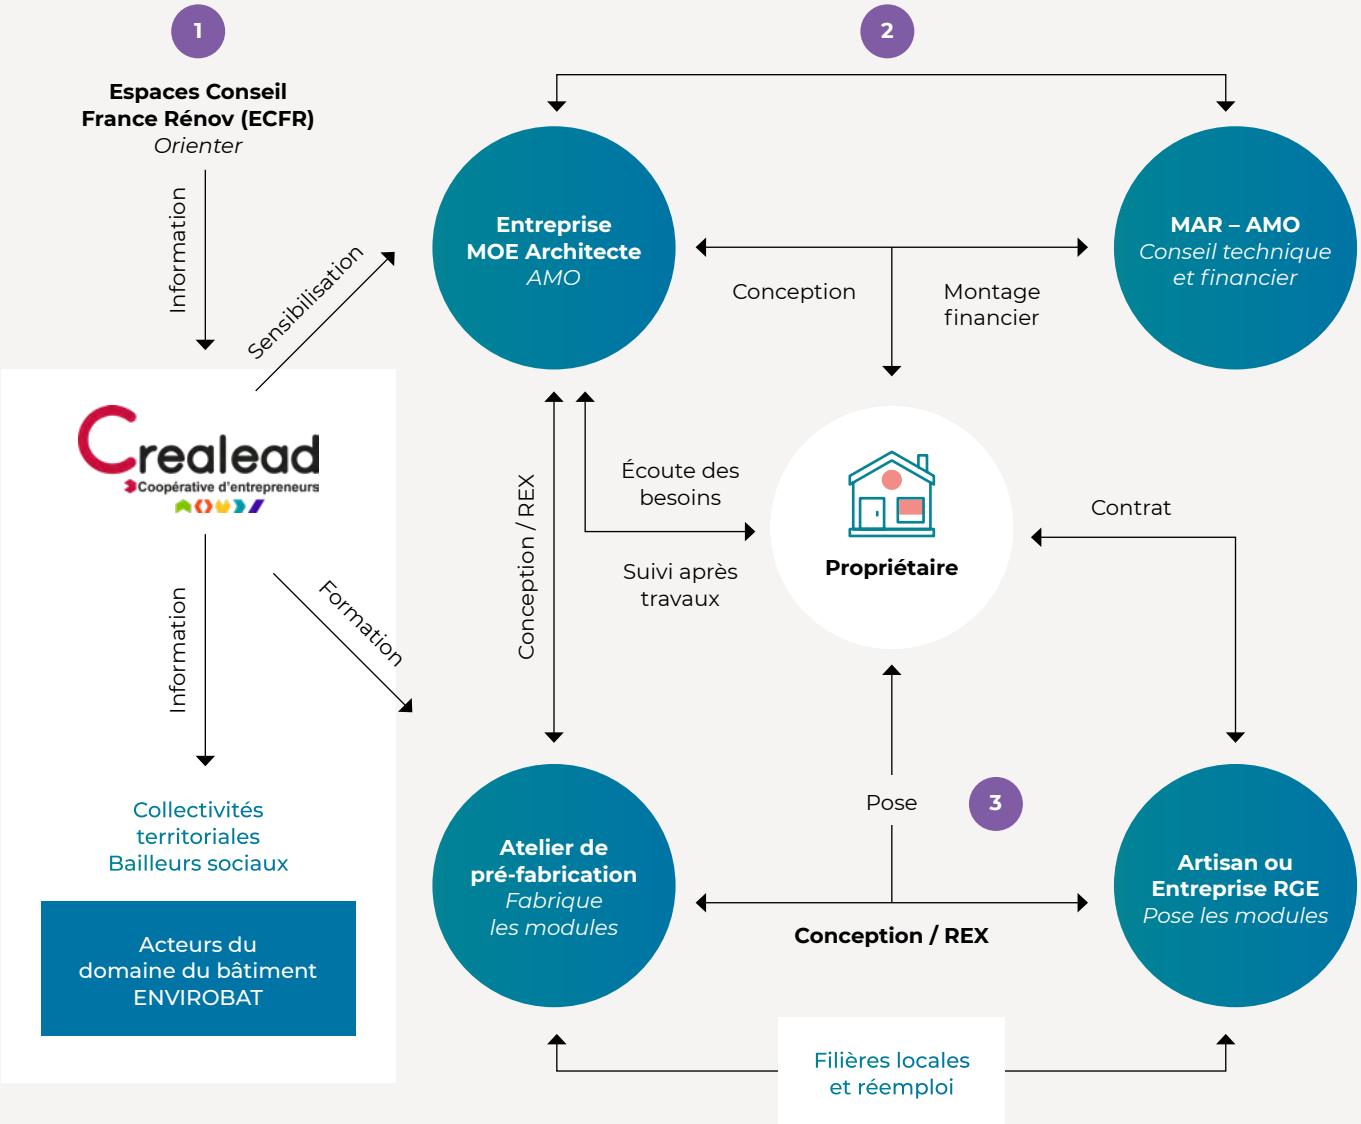 1
Espaces Conseil
France Rénov (ECFR)
Orienter
Information
Sensibilisation
Crealead
Coopérative d'entrepreneurs
Information
Formation
Collectivités
territoriales
Bailleurs sociaux
Acteurs du
domaine du bâtiment
ENVIROBAT
2
Entreprise
MOE Architecte
AMO
MAR – AMO
Conseil technique
et financier
Conception
Montage
financier
Conception / REX
Écoute des
besoins
Suivi après
travaux
Propriétaire
Contrat
Pose
3
Atelier de
pré-fabrication
Fabrique
les modules
Artisan ou
Entreprise RGE
Pose les modules
Conception / REX
Filières locales
et réemploi